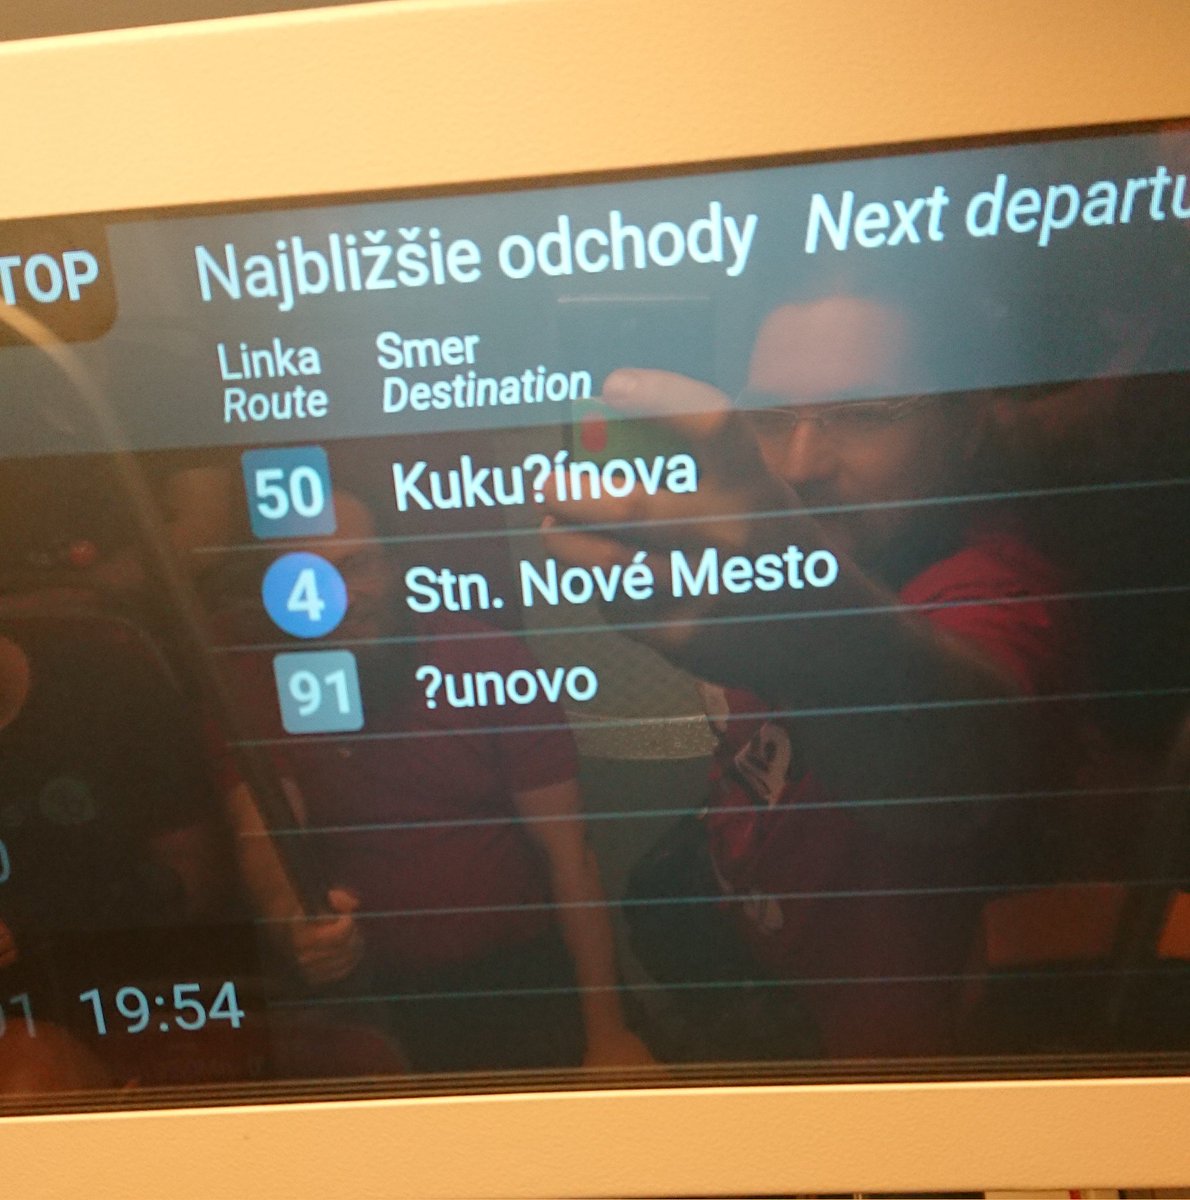 TOP
Najbližšie odchody Next departu
Linka Smer
Route Destination
50 Kuku?ínova
4 Stn. Nové Mesto
91 ?unovo
19:54